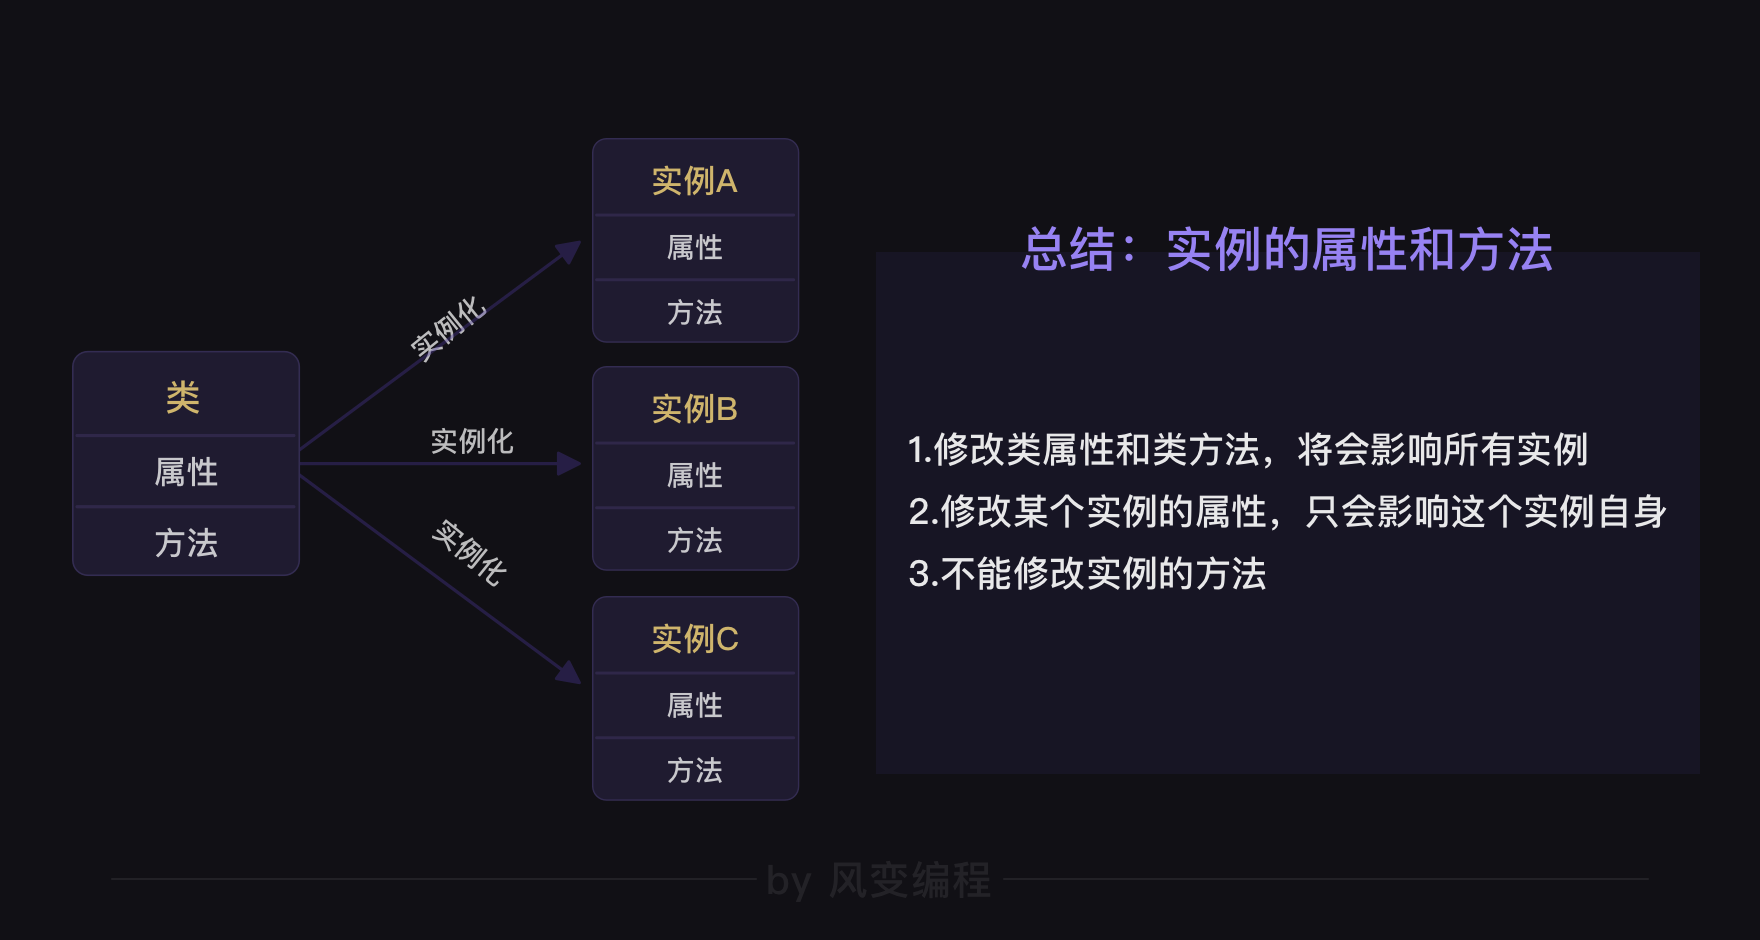 类
属性
方法
实例化
实例化
实例化
实例A
属性
方法
实例B
属性
方法
实例C
属性
方法
总结：实例的属性和方法
1.修改类属性和类方法，将会影响所有实例
2.修改某个实例的属性，只会影响这个实例自身
3.不能修改实例的方法
by 风变编程